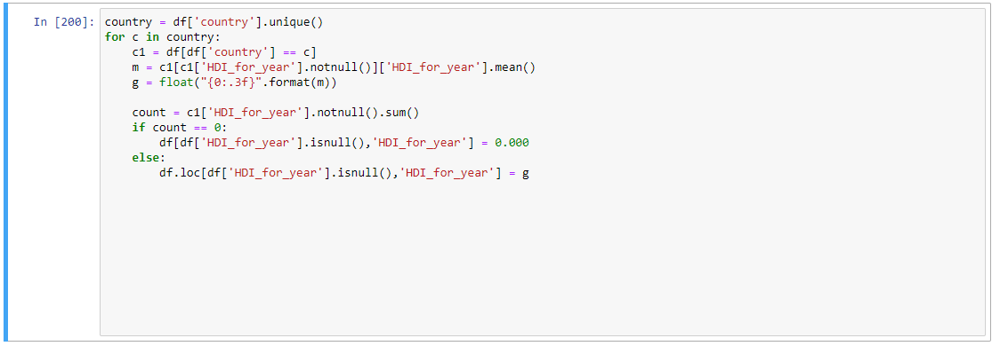 In [200]: country = df['country'].unique()
for c in country:
    c1 = df[df['country'] == c]
    m = c1[c1['HDI_for_year'].notnull()]['HDI_for_year'].mean()
    g = float("{0:.3f}".format(m))

    count = c1['HDI_for_year'].notnull().sum()
    if count == 0:
        df[df['HDI_for_year'].isnull(),'HDI_for_year'] = 0.000
    else:
        df.loc[df['HDI_for_year'].isnull(),'HDI_for_year'] = g